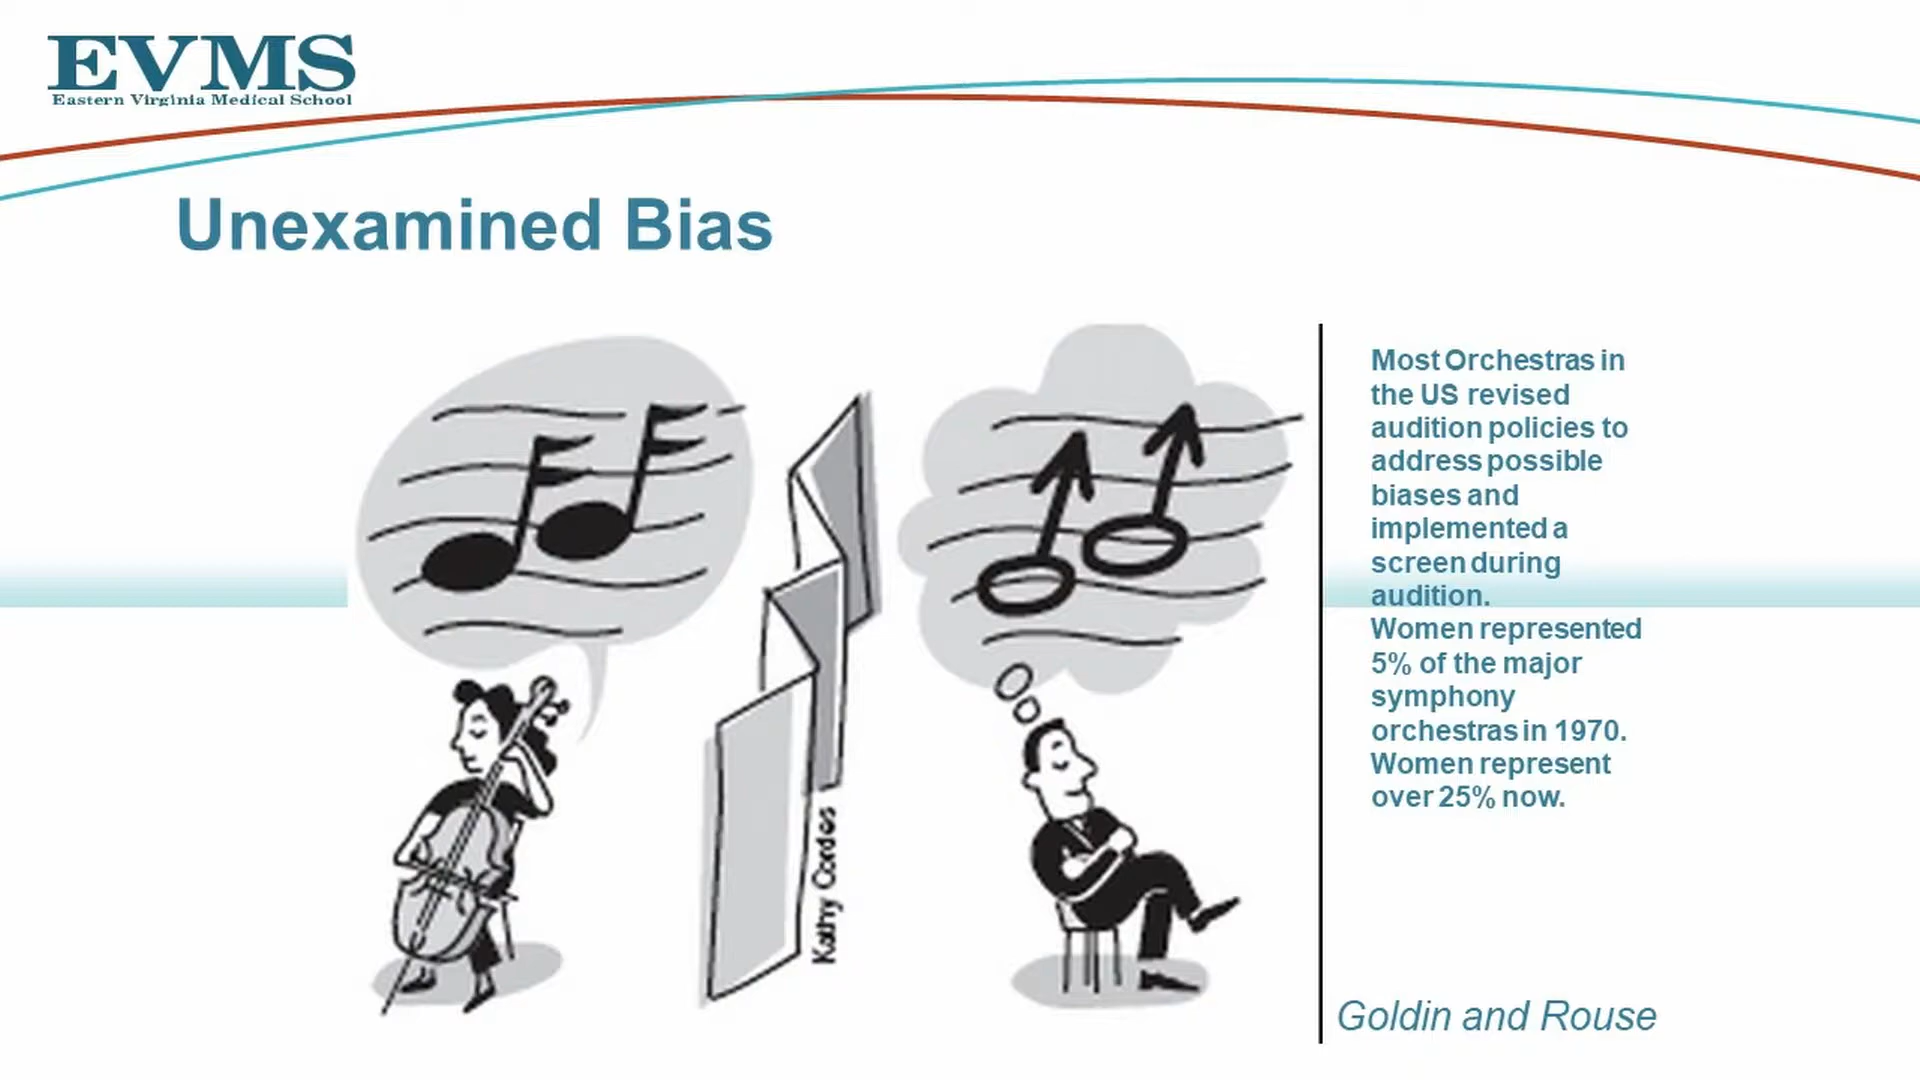 EVMS
Eastern Virginia Medical School
Unexamined Bias
Most Orchestras in
the US revised
audition policies to
address possible
biases and
implemented a
screen during
audition.
Women represented
5% of the major
symphony
orchestras in 1970.
Women represent
over 25% now.
Kathy Cordes
Goldin and Rouse